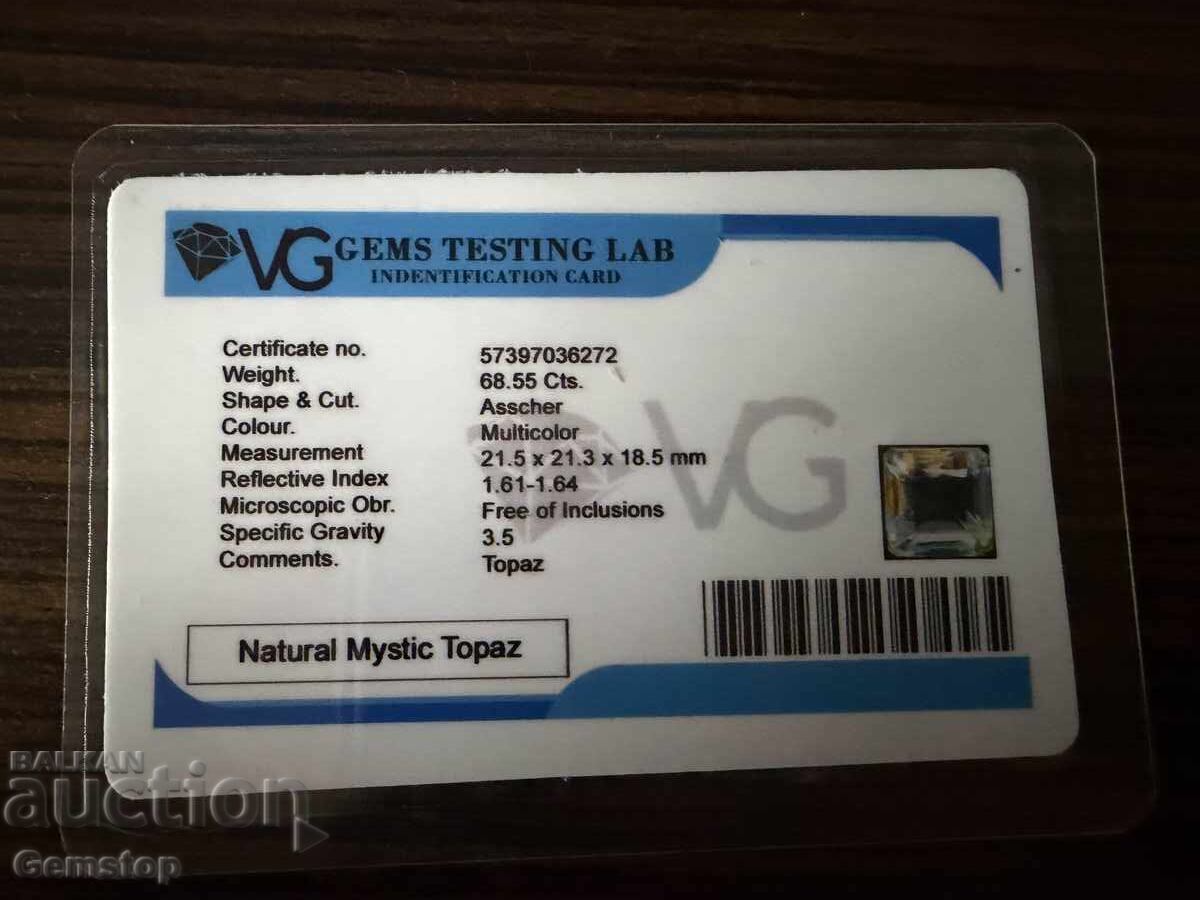 VG GEMS TESTING LAB
INDENTIFICATION CARD
Certificate no. 57397036272
Weight. 68.55 Cts.
Shape & Cut. Asscher
Colour. Multicolor
Measurement 21.5 x 21.3 x 18.5 mm
Reflective Index 1.61-1.64
Microscopic Obr. Free of Inclusions
Specific Gravity 3.5
Comments. Topaz
VG
Natural Mystic Topaz
BALKAN
auction
Gemstop